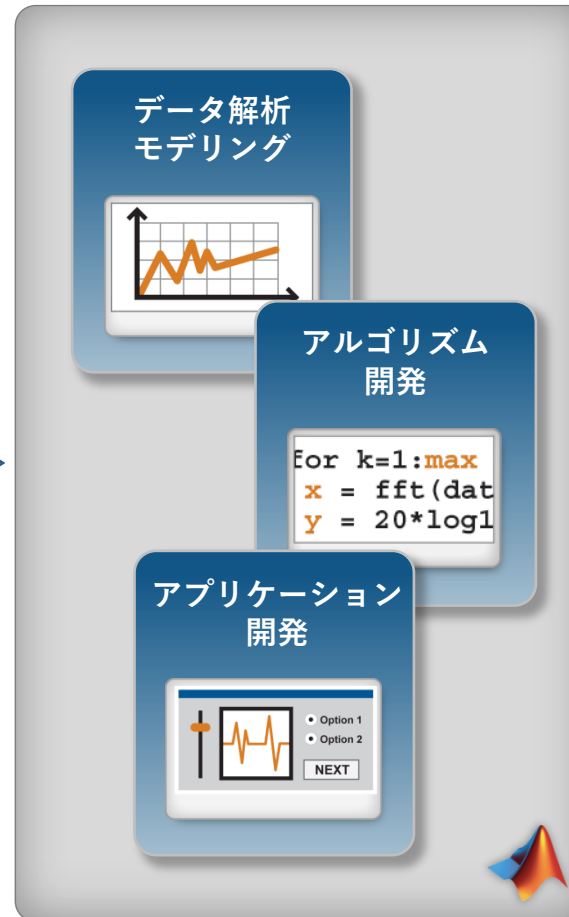 データ解析
モデリング
アルゴリズム
開発
for k=1:max
x = fft(dat
y = 20*log1
アプリケーション
開発
Option 1
Option 2
NEXT